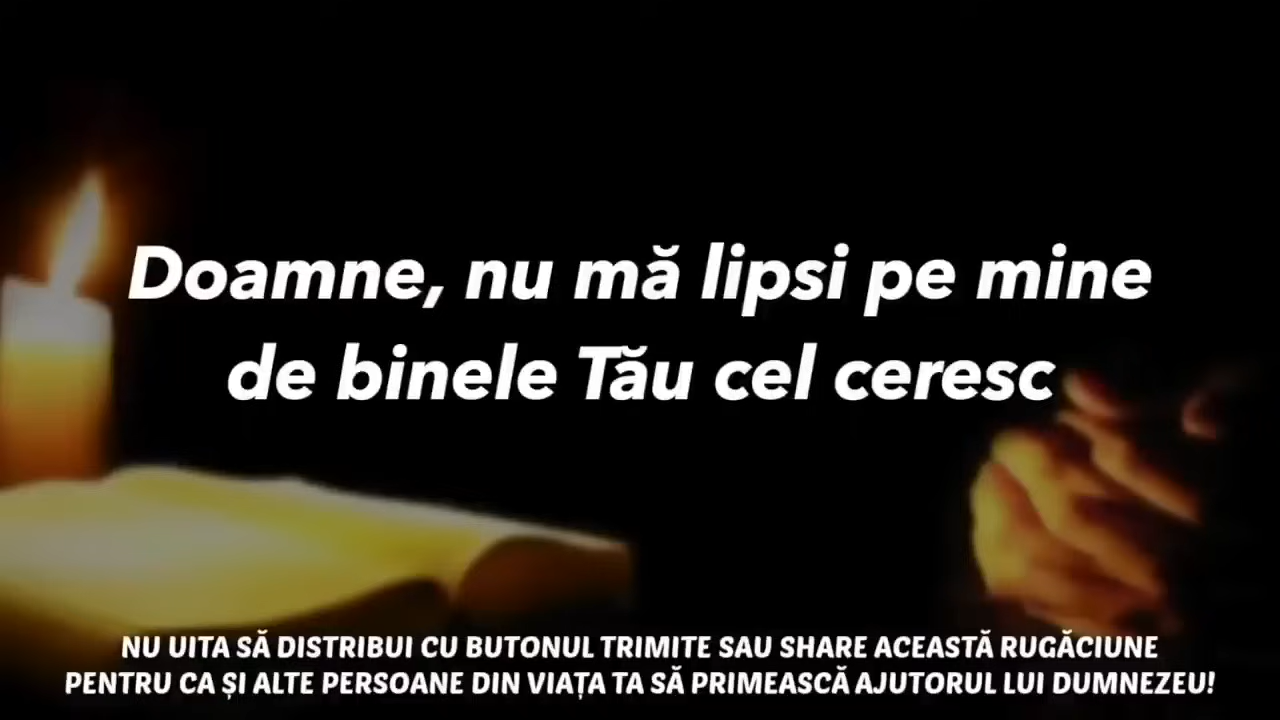 Doamne, nu mă lipsi pe mine
de binele Tău cel ceresc
NU UITA SĂ DISTRIBUI CU BUTONUL TRIMITE SAU SHARE ACEASTĂ RUGĂCIUNE
PENTRU CA ȘI ALTE PERSOANE DIN VIAȚA TA SĂ PRIMEASCĂ AJUTORUL LUI DUMNEZEU!